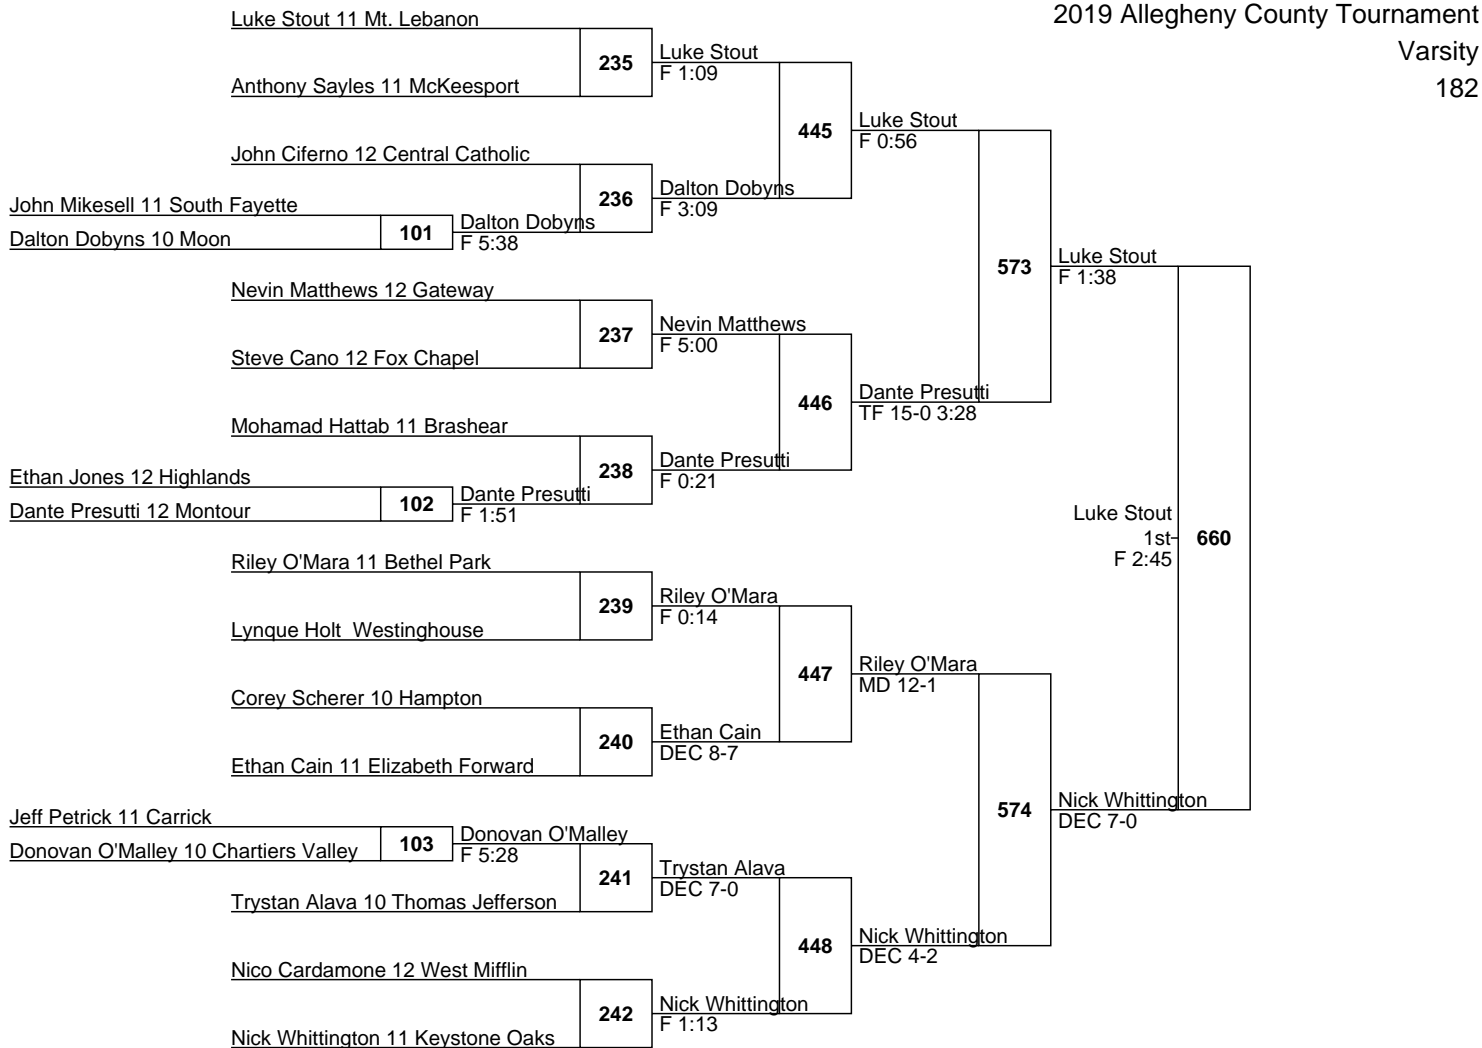 2019 Allegheny County Tournament
Varsity
182
Luke Stout 11 Mt. Lebanon
235
Luke Stout
F 1:09
Anthony Sayles 11 McKeesport
445
Luke Stout
F 0:56
John Ciferno 12 Central Catholic
236
Dalton Dobyns
F 3:09
John Mikesell 11 South Fayette
101
Dalton Dobyns
F 5:38
Dalton Dobyns 10 Moon
573
Luke Stout
F 1:38
Nevin Matthews 12 Gateway
237
Nevin Matthews
F 5:00
Steve Cano 12 Fox Chapel
446
Dante Presutti
TF 15-0 3:28
Mohamad Hattab 11 Brashear
238
Dante Presutti
F 0:21
Ethan Jones 12 Highlands
102
Dante Presutti
F 1:51
Dante Presutti 12 Montour
Luke Stout
1st
F 2:45
660
Riley O'Mara 11 Bethel Park
239
Riley O'Mara
F 0:14
Lynque Holt  Westinghouse
447
Riley O'Mara
MD 12-1
Corey Scherer 10 Hampton
240
Ethan Cain
DEC 8-7
Ethan Cain 11 Elizabeth Forward
574
Nick Whittington
DEC 7-0
Jeff Petrick 11 Carrick
103
Donovan O'Malley
F 5:28
Donovan O'Malley 10 Chartiers Valley
241
Trystan Alava
DEC 7-0
Trystan Alava 10 Thomas Jefferson
448
Nick Whittington
DEC 4-2
Nico Cardamone 12 West Mifflin
242
Nick Whittington
F 1:13
Nick Whittington 11 Keystone Oaks